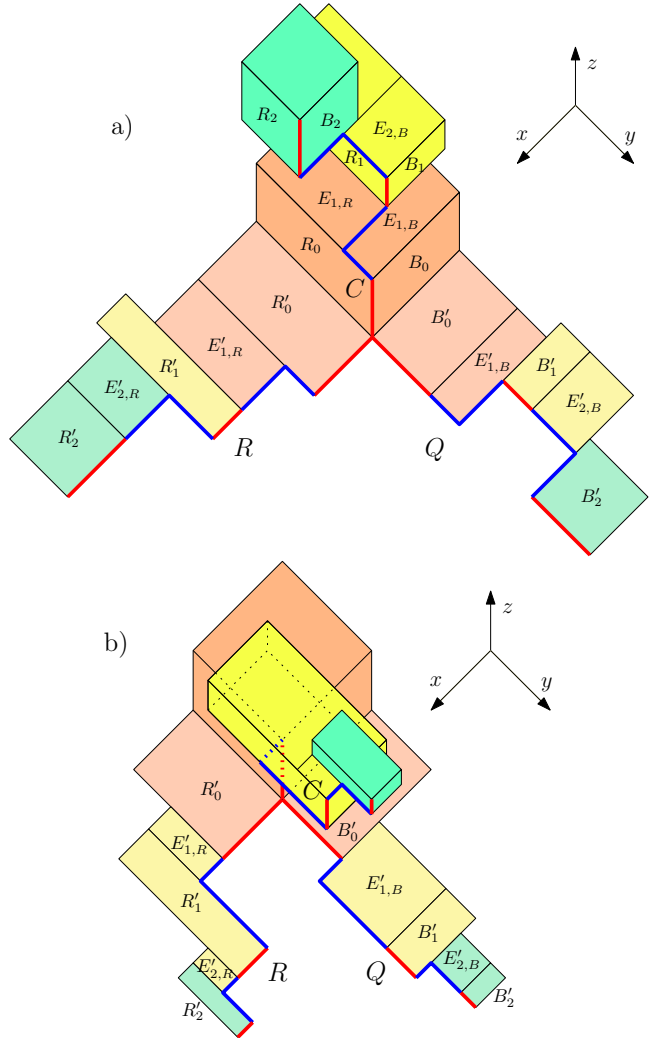 a)
z
x
y
R₂
B₂
E₂,B
R₁
B₁
E₁,R
E₁,B
R₀
B₀
C
R′₀
B′₀
E′₁,R
E′₁,B
R′₁
B′₁
E′₂,R
E′₂,B
R′₂
R
Q
B′₂
b)
z
x
y
R′₀
C
B′₀
E′₁,R
E′₁,B
R′₁
B′₁
E′₂,R
R
Q
E′₂,B
R′₂
B′₂